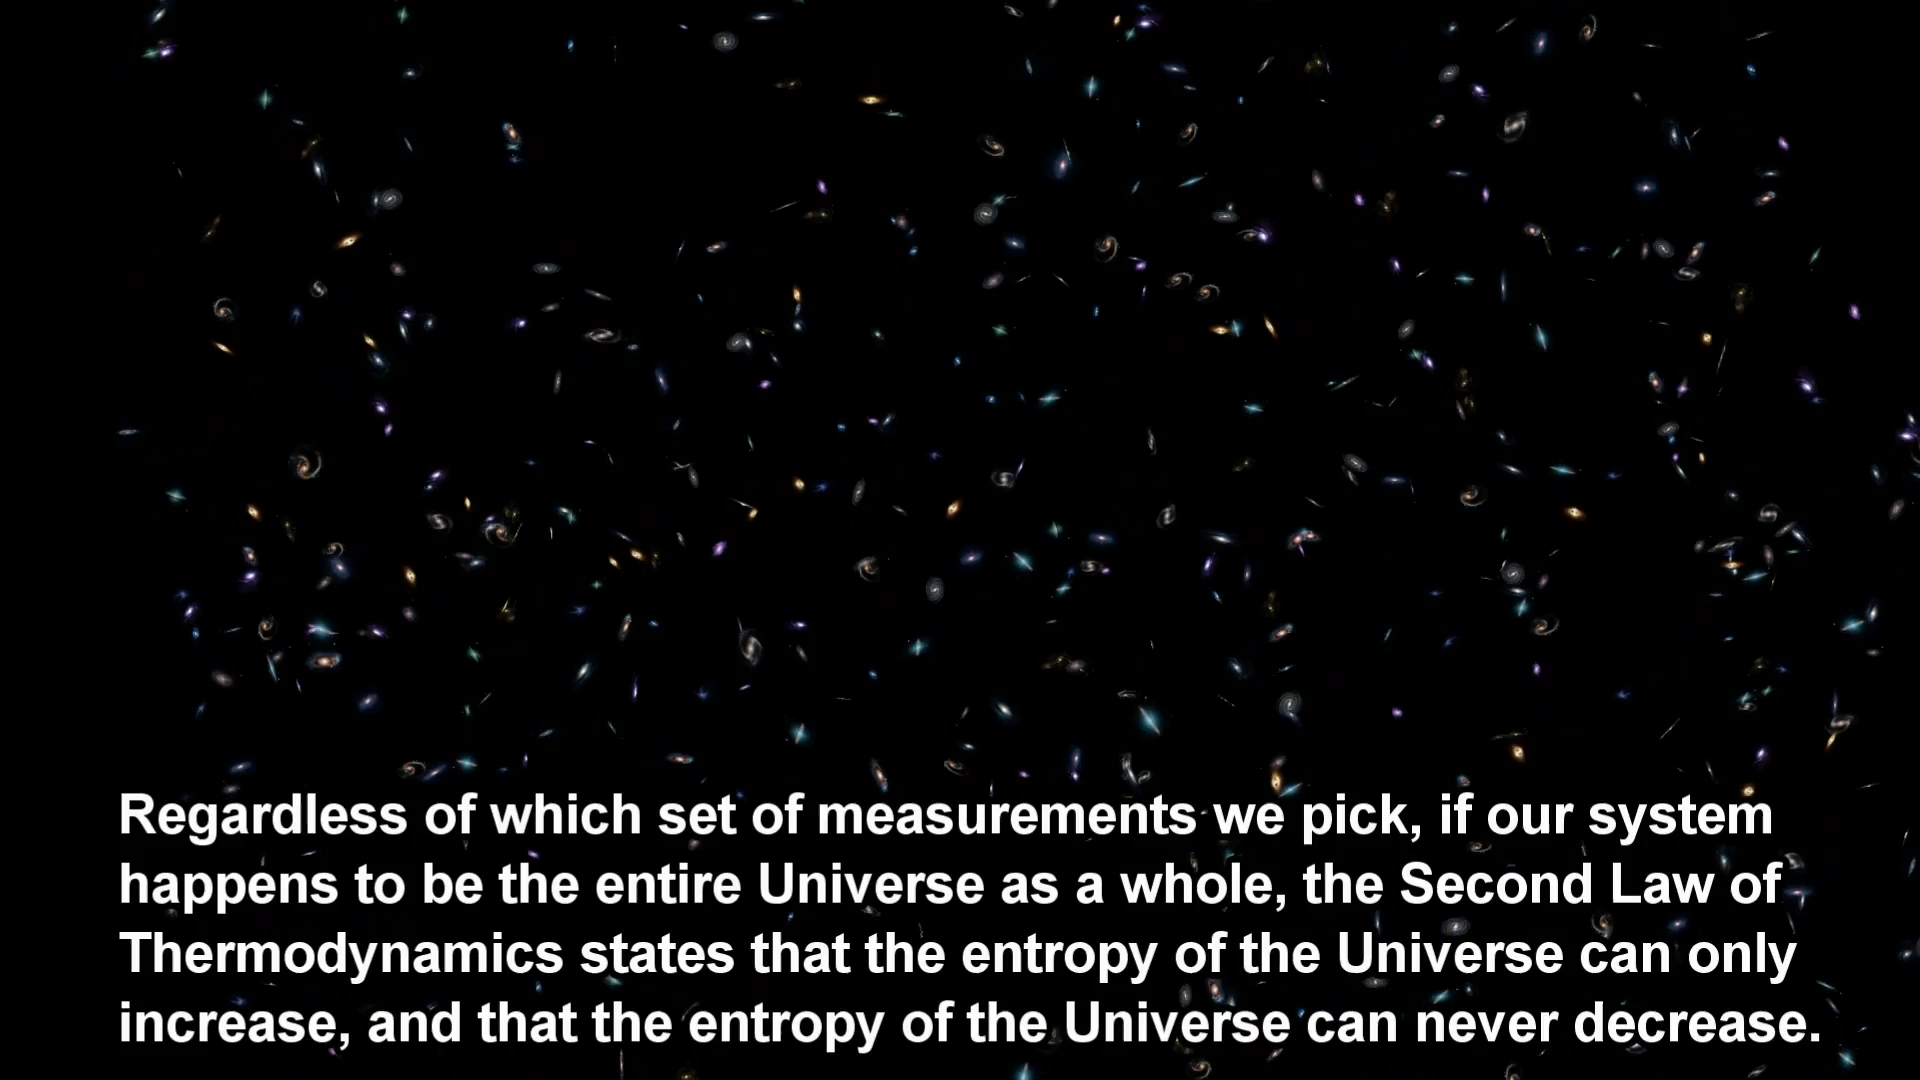 Regardless of which set of measurements we pick, if our system
happens to be the entire Universe as a whole, the Second Law of
Thermodynamics states that the entropy of the Universe can only
increase, and that the entropy of the Universe can never decrease.